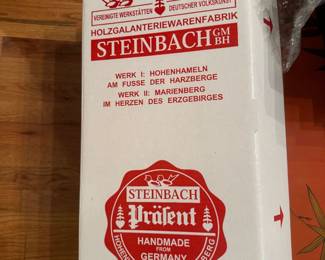 VEREINIGTE WERKSTÄTTEN DEUTSCHER VOLKSKUNST
HOLZGALANTERIEWARENFABRIK
STEINBACH GMBH
WERK I: HOHENHAMELN
AM FUSSE DER HARZBERGE
WERK II: MARIENBERG
IM HERZEN DES ERZGEBIRGES
STEINBACH
Präsent
HANDMADE
FROM
GERMANY